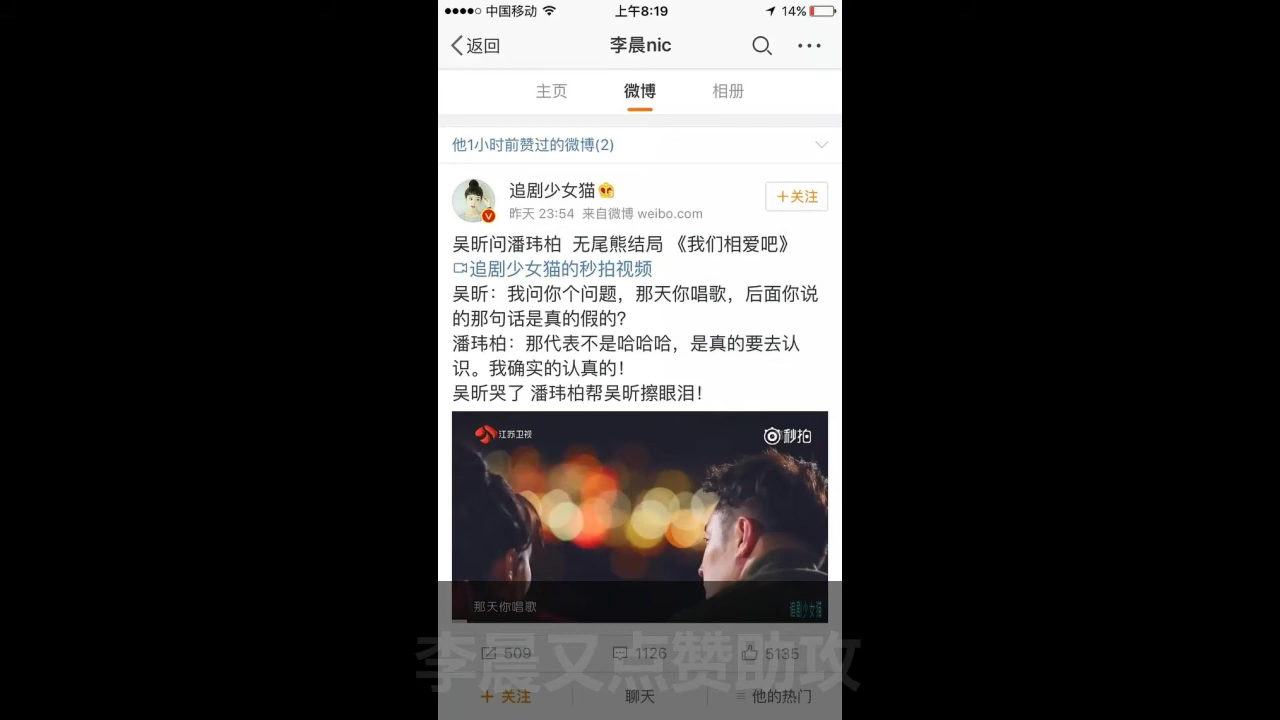 中国移动 上午8:19 14%
返回 李晨nic
主页 微博 相册
他1小时前赞过的微博(2)
追剧少女猫
+关注
昨天 23:54 来自微博 weibo.com
吴昕问潘玮柏 无尾熊结局 《我们相爱吧》
追剧少女猫的秒拍视频
吴昕：我问你个问题，那天你唱歌，后面你说
的那句话是真的假的？
潘玮柏：那代表不是哈哈哈，是真的要去认
识。我确实的认真的！
吴昕哭了 潘玮柏帮吴昕擦眼泪！
江苏卫视 秒拍
那天你唱歌 追剧少女猫
509 1126 5135
李晨又点赞助攻
+ 关注 聊天 他的热门